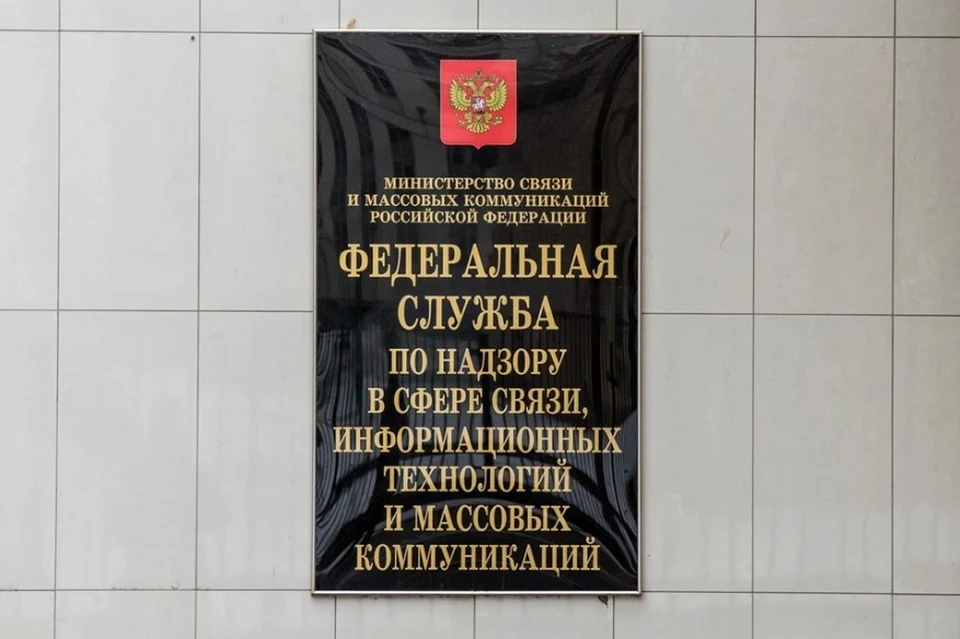 МИНИСТЕРСТВО СВЯЗИ
И МАССОВЫХ КОММУНИКАЦИЙ
РОССИЙСКОЙ ФЕДЕРАЦИИ
ФЕДЕРАЛЬНАЯ
СЛУЖБА
ПО НАДЗОРУ
В СФЕРЕ СВЯЗИ,
ИНФОРМАЦИОННЫХ
ТЕХНОЛОГИЙ
И МАССОВЫХ
КОММУНИКАЦИЙ